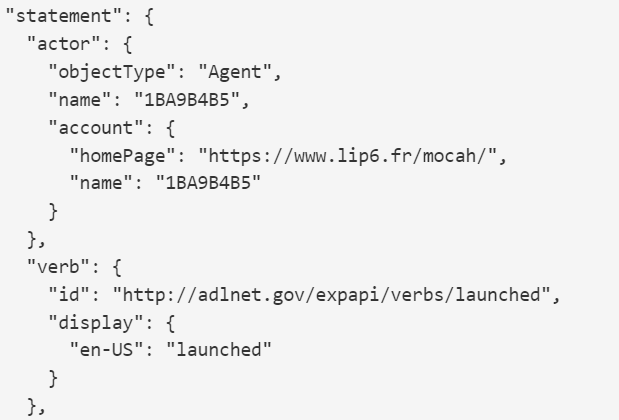 "statement": {
"actor": {
"objectType": "Agent",
"name": "1BA9B4B5",
"account": {
"homePage": "https://www.lip6.fr/mocah/",
"name": "1BA9B4B5"
}
},
"verb": {
"id": "http://adlnet.gov/expapi/verbs/launched",
"display": {
"en-US": "launched"
}
},